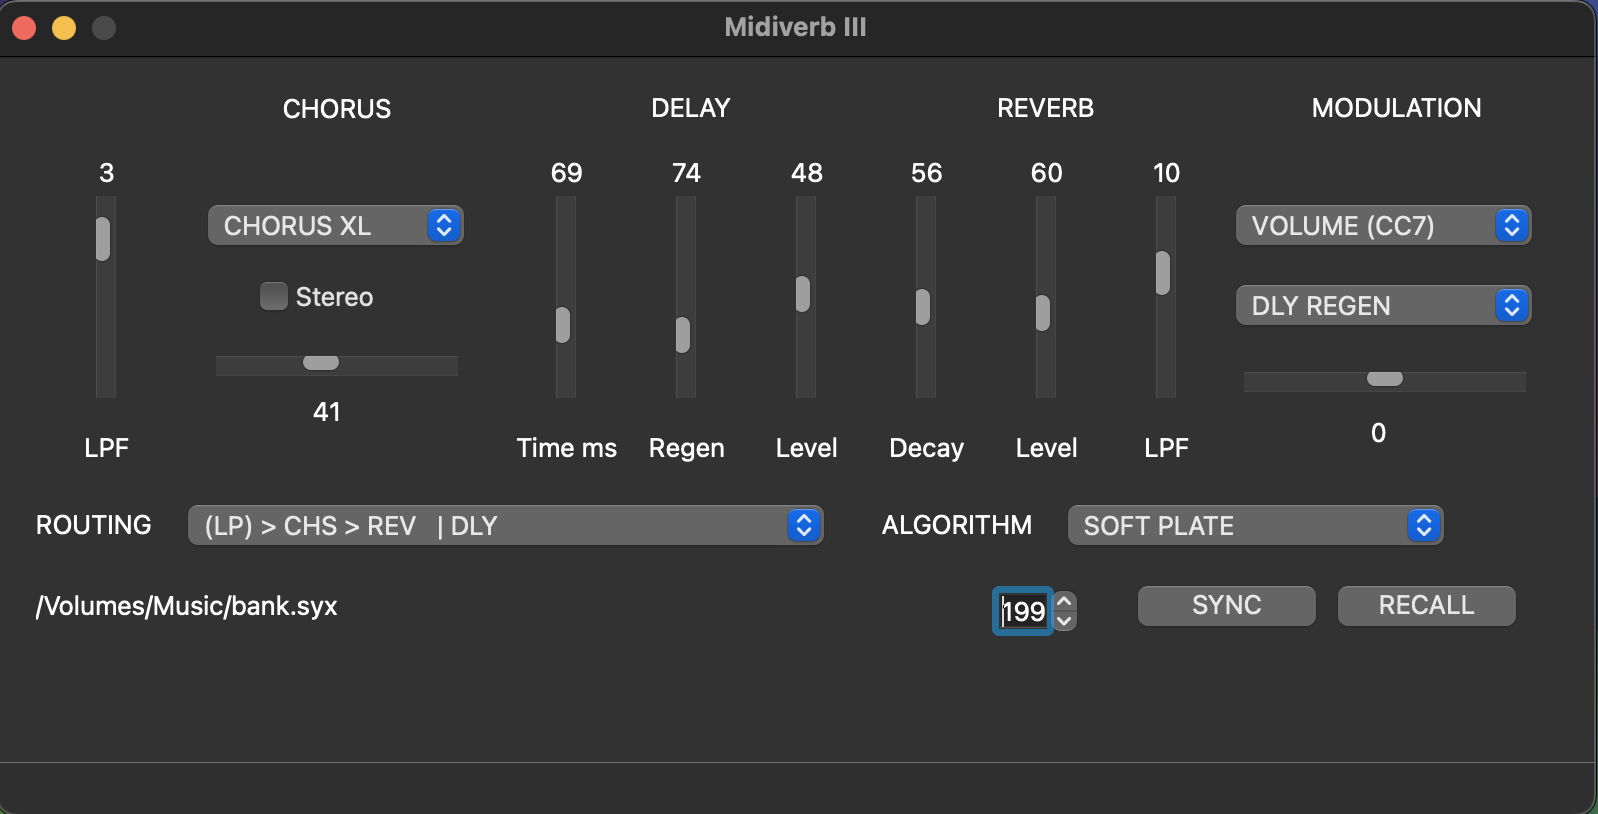 Midiverb III
CHORUS DELAY REVERB MODULATION
3 69 74 48 56 60 10
CHORUS XL VOLUME (CC7)
Stereo DLY REGEN
41 0
LPF Time ms Regen Level Decay Level LPF
ROUTING (LP) > CHS > REV | DLY ALGORITHM SOFT PLATE
/Volumes/Music/bank.syx 199 SYNC RECALL